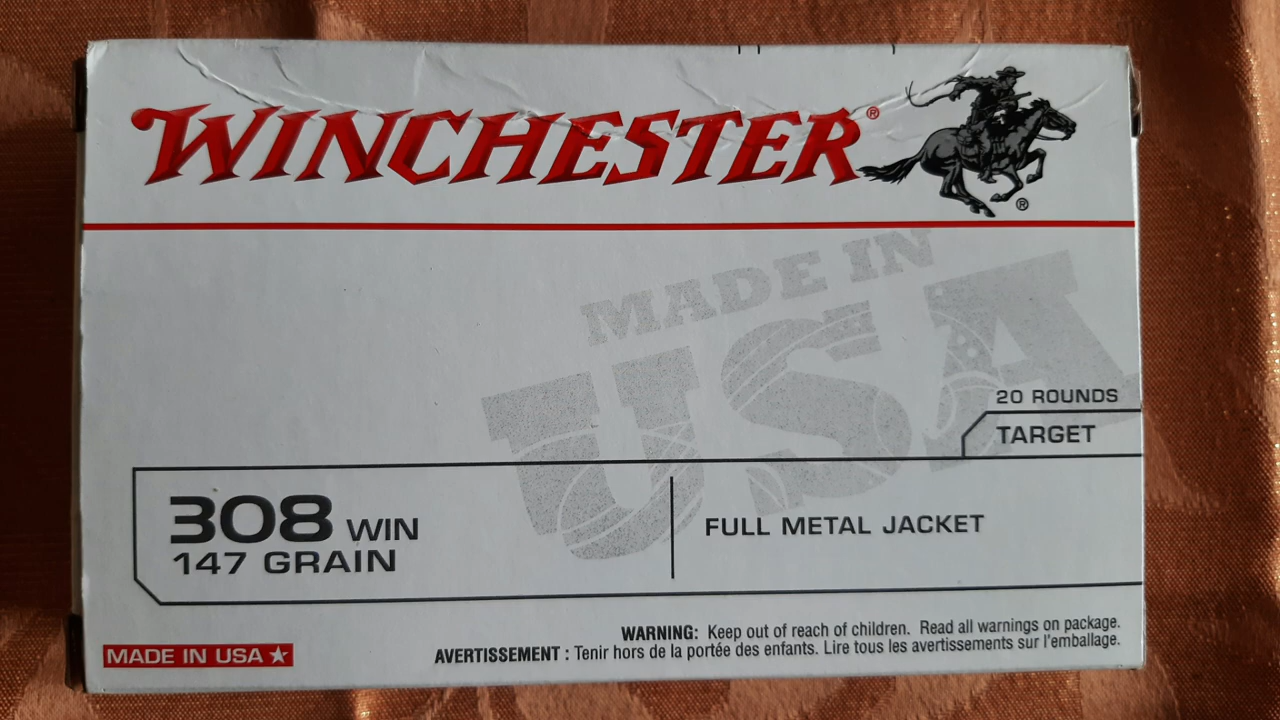 WINCHESTER®
®
MADE IN
USA
20 ROUNDS
TARGET
308 WIN
147 GRAIN
FULL METAL JACKET
WARNING: Keep out of reach of children. Read all warnings on package.
AVERTISSEMENT : Tenir hors de la portée des enfants. Lire tous les avertissements sur l'emballage.
MADE IN USA ★